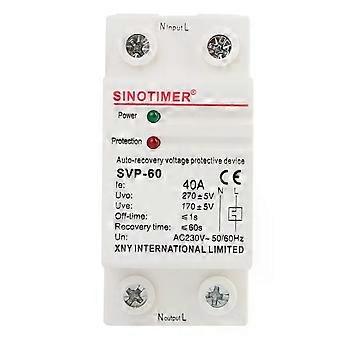 N input L
SINOTIMER®
Power
Protection
Auto-recovery voltage protective device
SVP-60
Ie: 40A
Uvo: 270±5V
Uve: 170±5V
Off-time: ≤1s
Recovery time: ≤60s
Un: AC230V~50/60Hz
XNY INTERNATIONAL LIMITED
N L
N output L